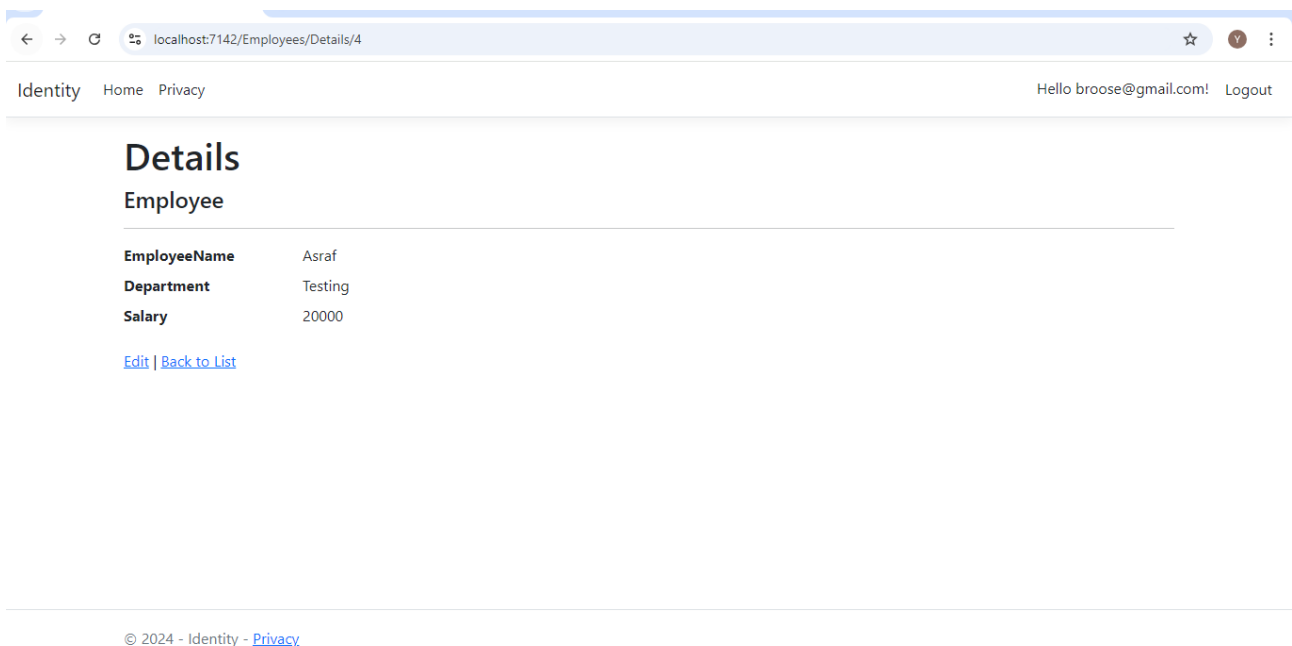 localhost:7142/Employees/Details/4
Y
Identity Home Privacy Hello broose@gmail.com! Logout
Details
Employee
EmployeeName Asraf
Department Testing
Salary 20000
Edit | Back to List
© 2024 - Identity - Privacy